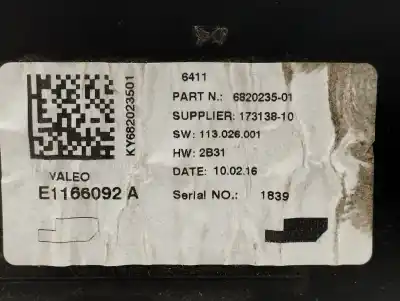 6411
PART N.: 6820235-01
SUPPLIER: 173138-10
SW: 113.026.001
HW: 2B31
DATE: 10.02.16
Serial NO.: 1839
KY682023501
VALEO
E1166092 A